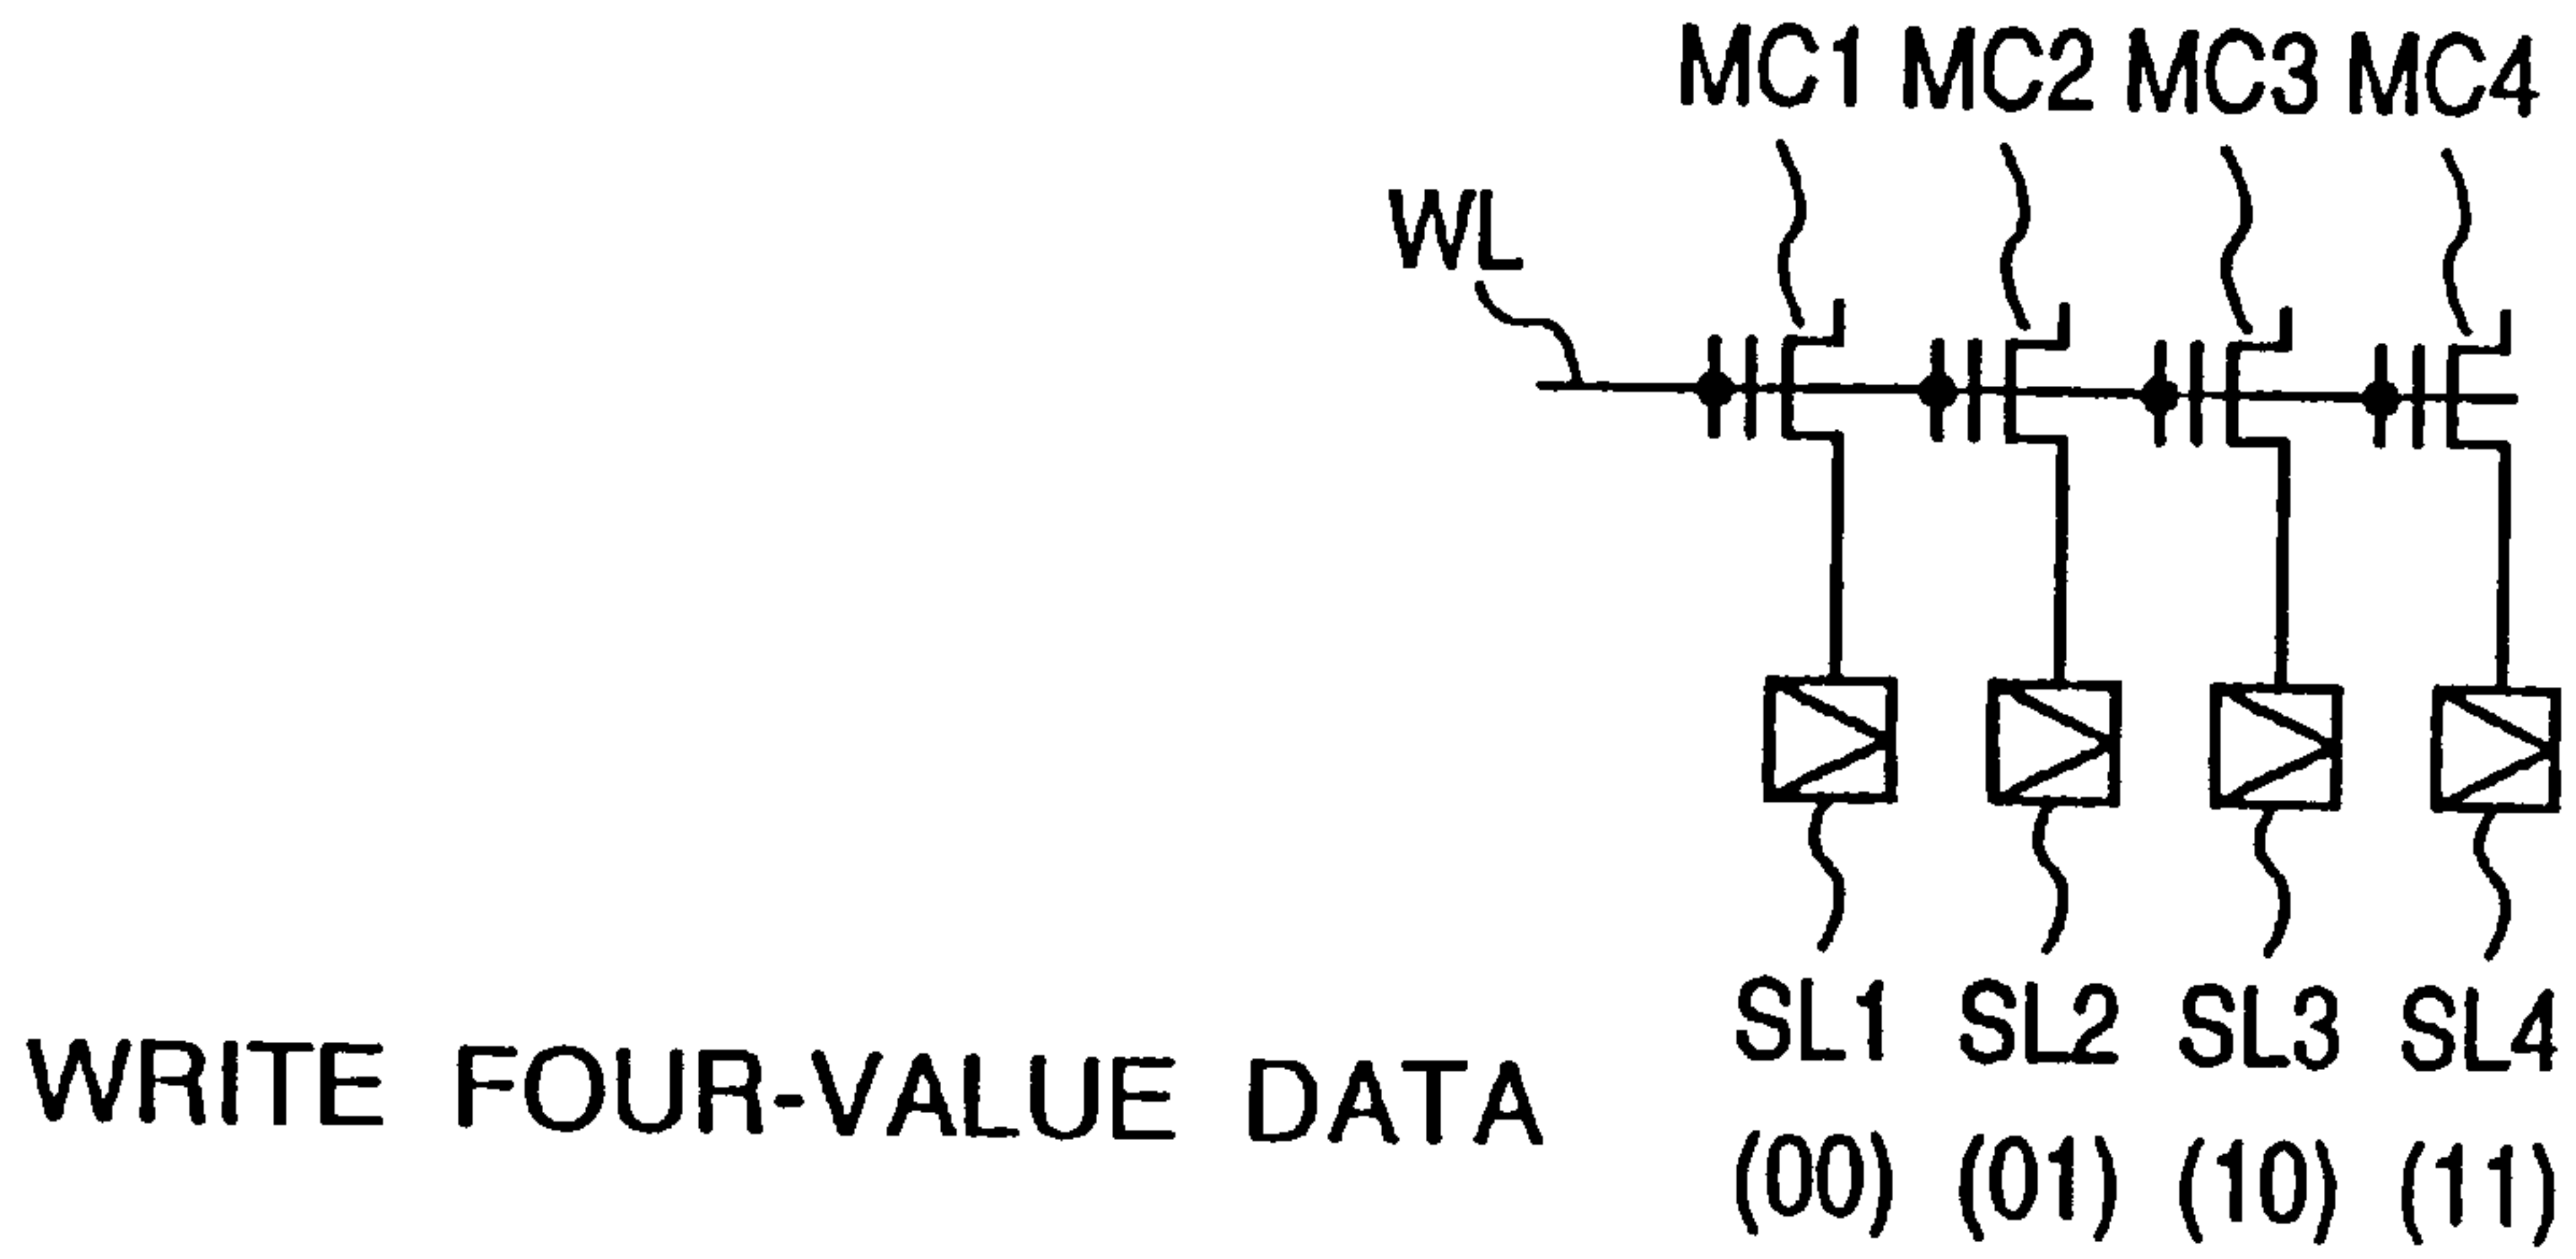 MC1 MC2 MC3 MC4
WL
SL1 SL2 SL3 SL4
WRITE FOUR-VALUE DATA
(00) (01) (10) (11)